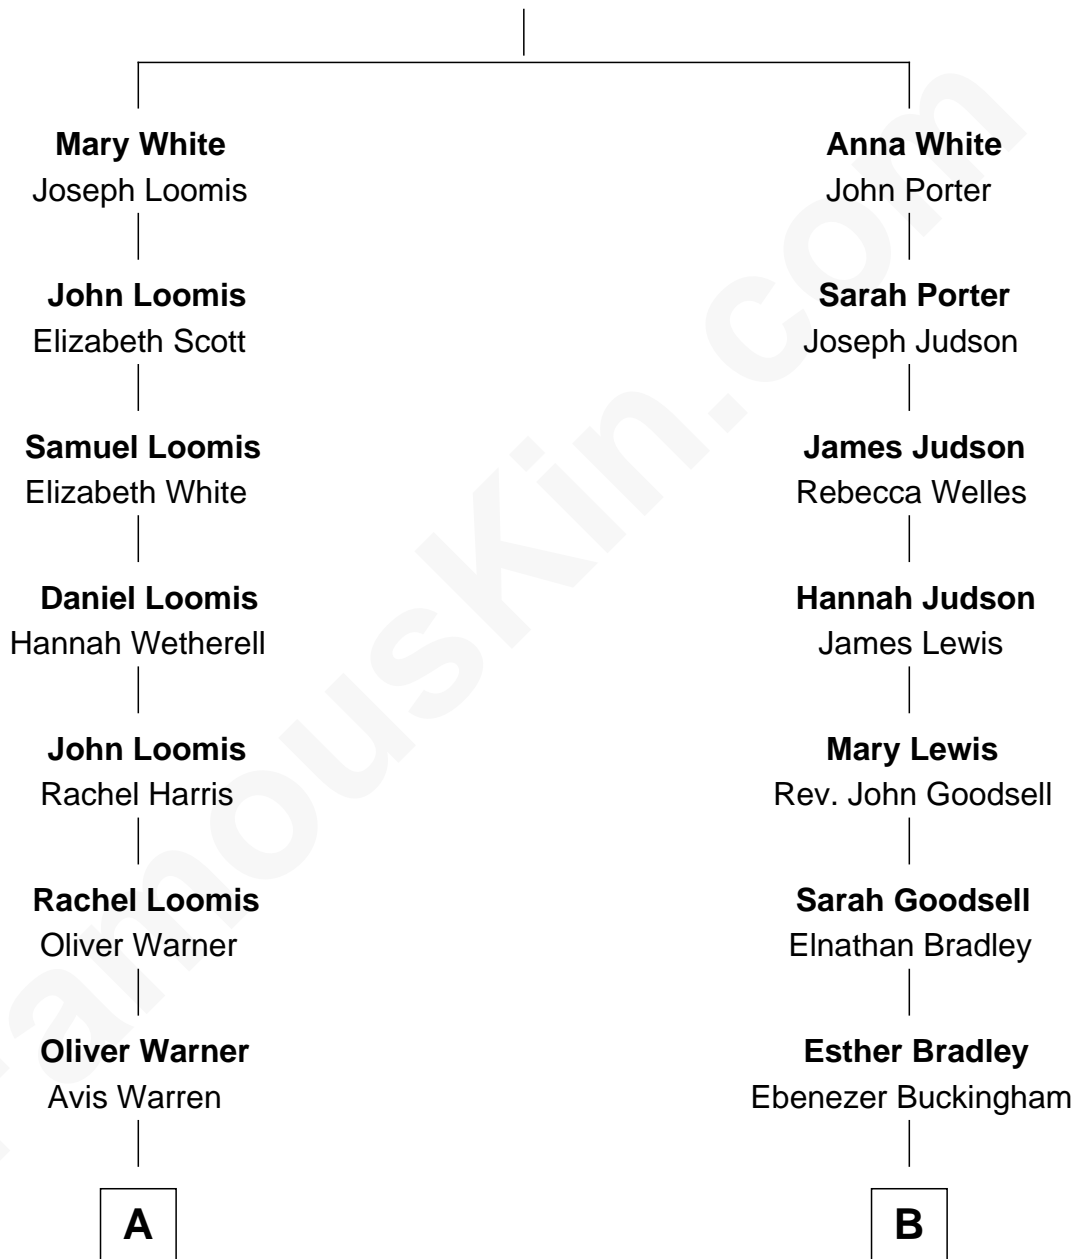 Mary White
Joseph Loomis
John Loomis
Elizabeth Scott
Samuel Loomis
Elizabeth White
Daniel Loomis
Hannah Wetherell
John Loomis
Rachel Harris
Rachel Loomis
Oliver Warner
Oliver Warner
Avis Warren
A
Anna White
John Porter
Sarah Porter
Joseph Judson
James Judson
Rebecca Welles
Hannah Judson
James Lewis
Mary Lewis
Rev. John Goodsell
Sarah Goodsell
Elnathan Bradley
Esther Bradley
Ebenezer Buckingham
B
FamousKin.com